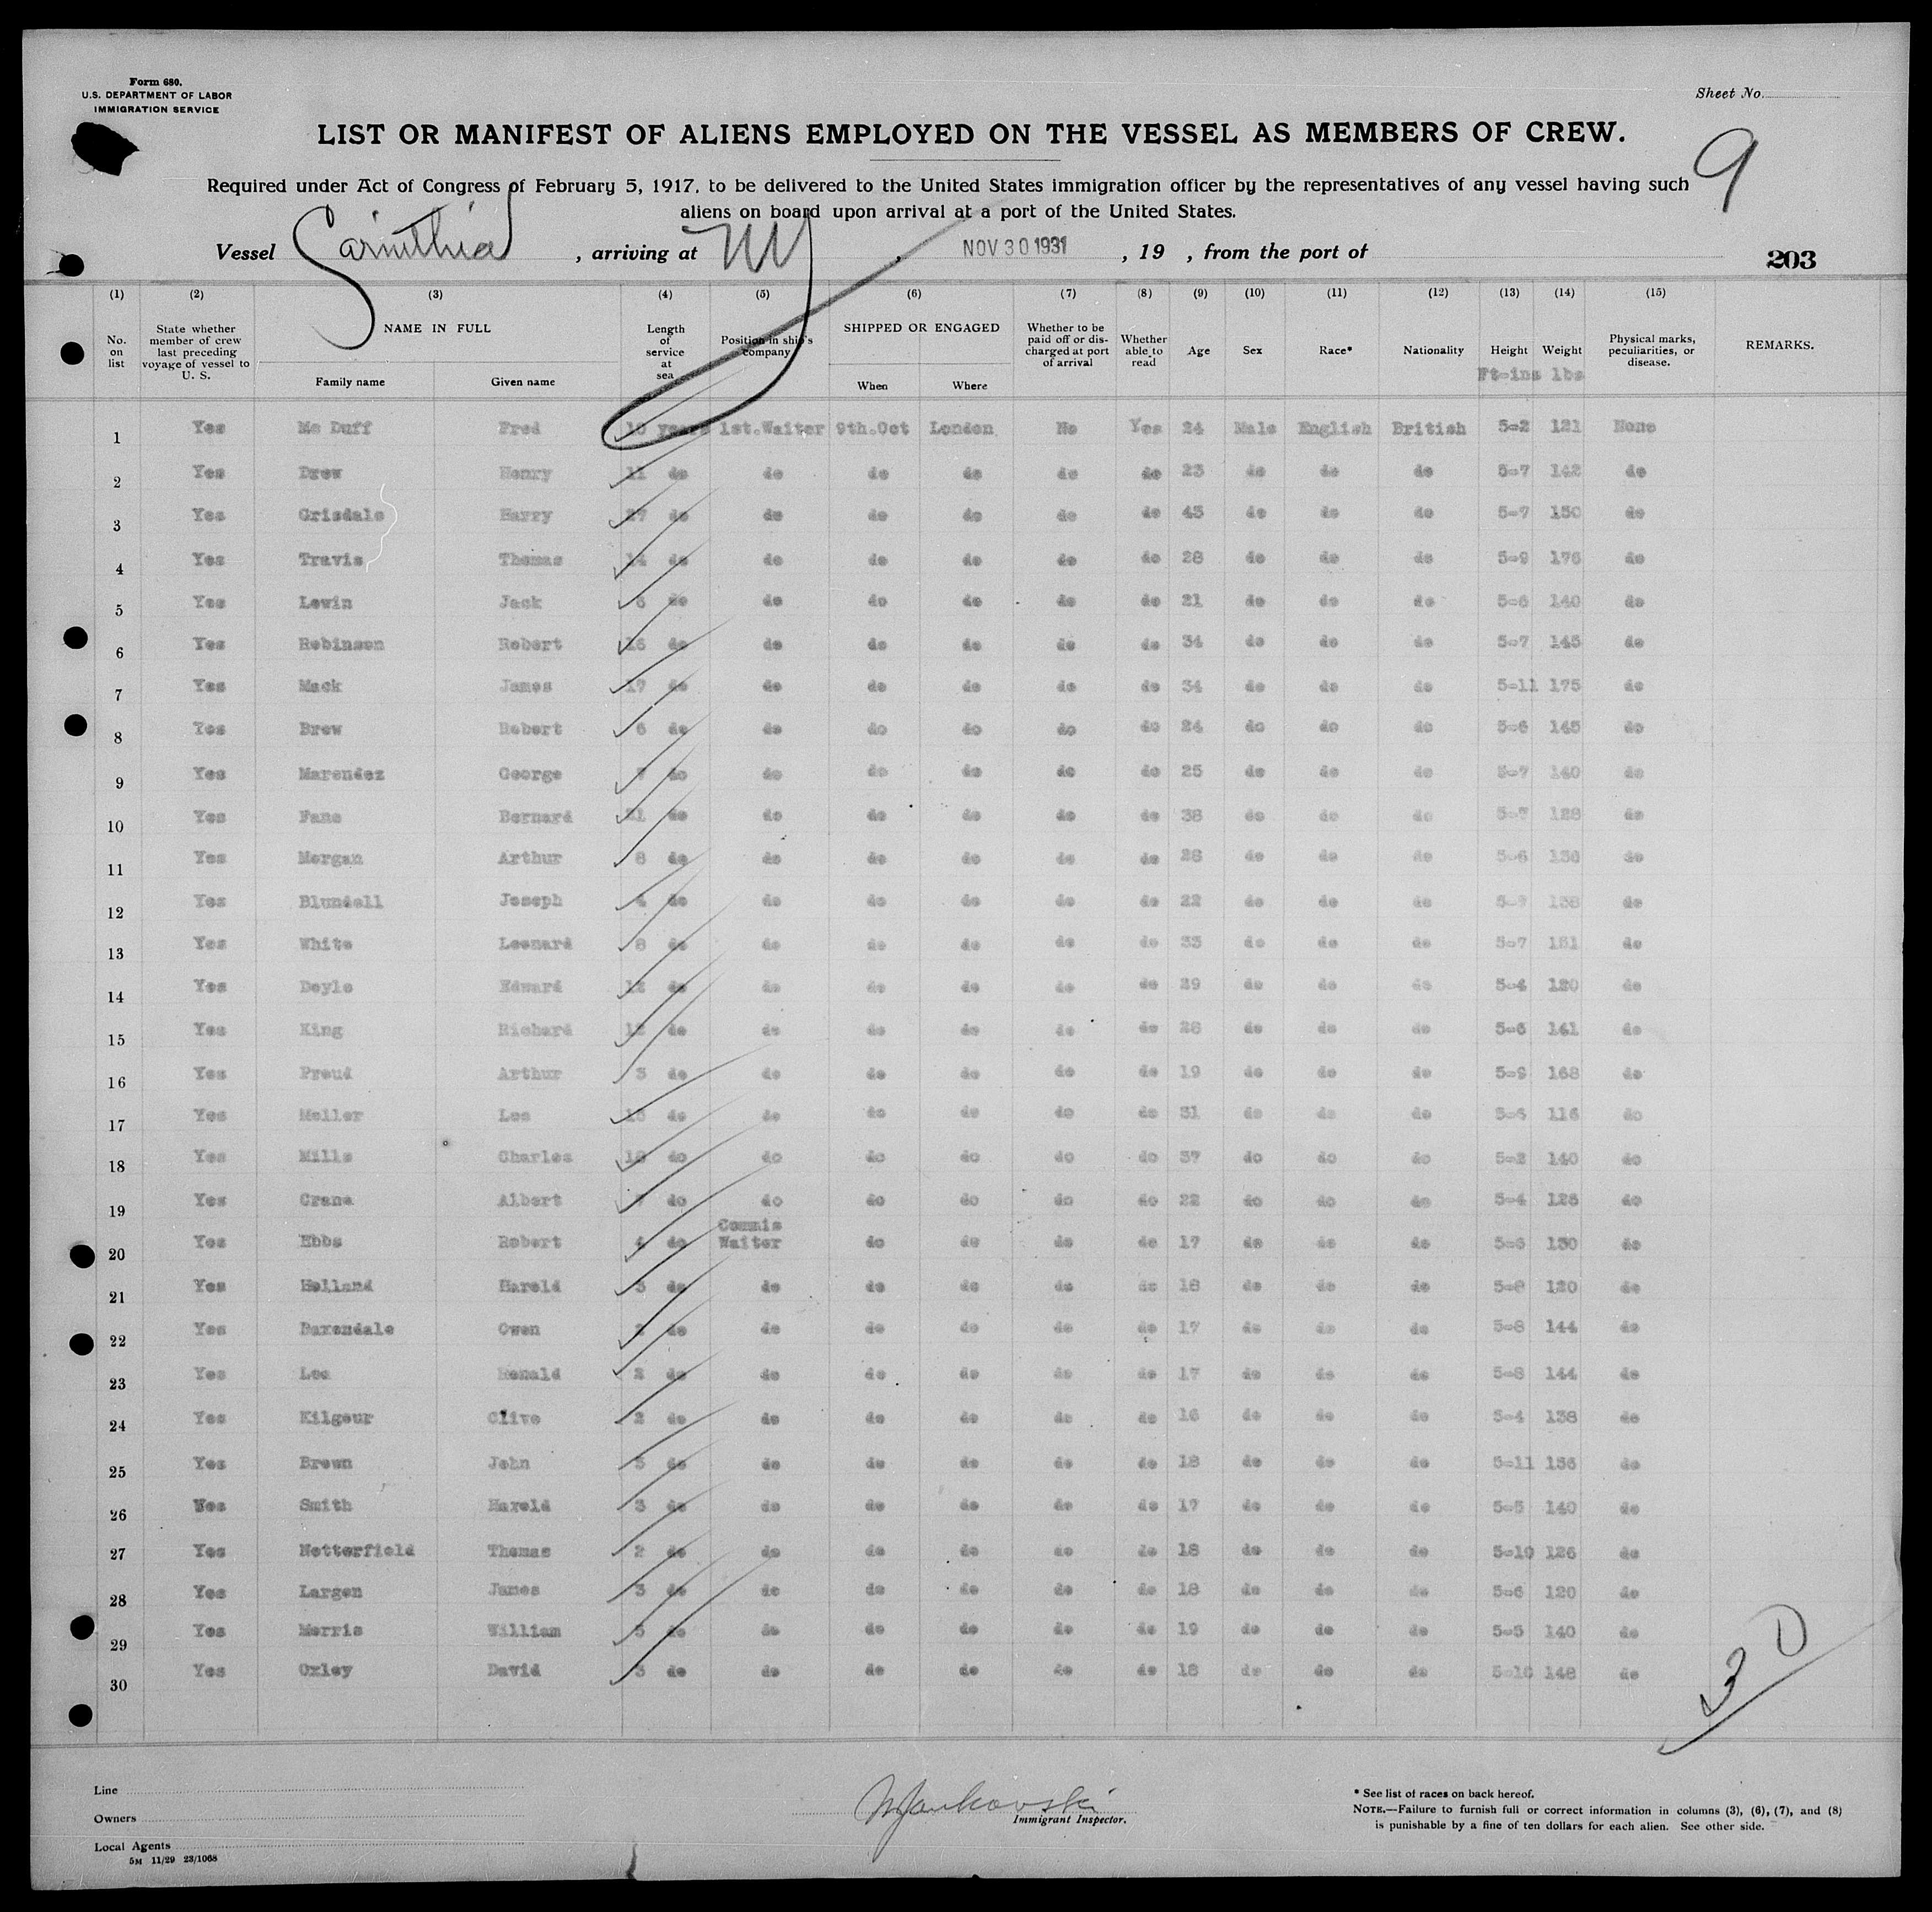 Form 680.
U.S. DEPARTMENT OF LABOR
IMMIGRATION SERVICE
Sheet No.
LIST OR MANIFEST OF ALIENS EMPLOYED ON THE VESSEL AS MEMBERS OF CREW.
9
Required under Act of Congress of February 5, 1917, to be delivered to the United States immigration officer by the representatives of any vessel having such
aliens on board upon arrival at a port of the United States.
Vessel Carinthia , arriving at NY , NOV 30 1931 , 19 , from the port of
203
(1) (2) (3) (4) (5) (6) (7) (8) (9) (10) (11) (12) (13) (14) (15)
No. on list State whether member of crew last preceding voyage of vessel to U. S. NAME IN FULL Family name Given name Length of service at sea Position in ship's company SHIPPED OR ENGAGED When Where Whether to be paid off or discharged at port of arrival Whether able to read Age Sex Race* Nationality Height Weight Physical marks, peculiarities, or disease. REMARKS.
Ft-ins lbs
1 Yes Mc Duff Fred 10 years 1st.Waiter 9th.Oct London No Yes 24 Male English British 5-2 121 None
2 Yes Drew Henry 11 do do do do do do 23 do do do 5-7 142 do
3 Yes Grisdale Harry 27 do do do do do do 45 do do do 5-7 150 do
4 Yes Travis Thomas 14 do do do do do do 28 do do do 5-9 176 do
5 Yes Lewin Jack 6 do do do do do do 21 do do do 5-6 140 do
6 Yes Robinson Robert 16 do do do do do do 34 do do do 5-7 145 do
7 Yes Mack James 17 do do do do do do 34 do do do 5-11 175 do
8 Yes Brew Robert 6 do do do do do do 24 do do do 5-6 145 do
9 Yes Marendez George 7 do do do do do do 25 do do do 5-7 140 do
10 Yes Fane Bernard 21 do do do do do do 38 do do do 5-7 128 do
11 Yes Morgan Arthur 8 do do do do do do 28 do do do 5-6 do
12 Yes Blundell Joseph 4 do do do do do do 22 do do do 138 do
13 Yes White Leonard 8 do do do do do do 33 do do do 5-7 151 do
14 Yes Doyle Edward 12 do do do do do do 29 do do do 5-4 120 do
15 Yes King Richard 12 do do do do do do 28 do do do 5-6 141 do
16 Yes Proud Arthur 3 do do do do do do 19 do do do 5-9 168 do
17 Yes Moller Leo do do do do do do 31 do do do 5-6 116 do
18 Yes Mills Charles do do do do do do 37 do do do 5-2 140 do
19 Yes Crane Albert 7 do do do do do do 22 do do do 5-4 do
20 Yes Ebbs Robert 4 do Commis Waiter do do do do 17 do do do 5-6 130 do
21 Yes Holland Harold 3 do do do do do do 18 do do do 5-8 120 do
22 Yes Baxendale Owen 2 do do do do do do 17 do do do 5-8 144 do
23 Yes Lee Ronald 2 do do do do do do 17 do do do 5-8 144 do
24 Yes Kilgour Clive 2 do do do do do do 16 do do do 5-4 138 do
25 Yes Brown John 3 do do do do do do 18 do do do 5-11 156 do
26 Yes Smith Harold 3 do do do do do do 17 do do do 5-5 140 do
27 Yes Netterfield Thomas 2 do do do do do do 18 do do do 5-10 126 do
28 Yes Largen James 3 do do do do do do 18 do do do 5-6 120 do
29 Yes Morris William 3 do do do do do do 19 do do do 5-5 140 do
30 Yes Oxley David 3 do do do do do do 18 do do do 5-10 148 do
30
Line
Owners
Local Agents
5M 11/29 23/1068
Immigrant Inspector.
* See list of races on back hereof.
NOTE.—Failure to furnish full or correct information in columns (3), (6), (7), and (8)
is punishable by a fine of ten dollars for each alien. See other side.